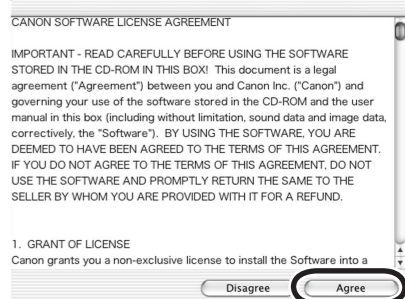 CANON SOFTWARE LICENSE AGREEMENT
IMPORTANT - READ CAREFULLY BEFORE USING THE SOFTWARE
STORED IN THE CD-ROM IN THIS BOX! This document is a legal
agreement ("Agreement") between you and Canon Inc. ("Canon") and
governing your use of the software stored in the CD-ROM and the user
manual in this box (including without limitation, sound data and image data,
correctively, the "Software"). BY USING THE SOFTWARE, YOU ARE
DEEMED TO HAVE BEEN AGREED TO THE TERMS OF THIS AGREEMENT.
IF YOU DO NOT AGREE TO THE TERMS OF THIS AGREEMENT, DO NOT
USE THE SOFTWARE AND PROMPTLY RETURN THE SAME TO THE
SELLER BY WHOM YOU ARE PROVIDED WITH IT FOR A REFUND.
1. GRANT OF LICENSE
Canon grants you a non-exclusive license to install the Software into a
Disagree Agree